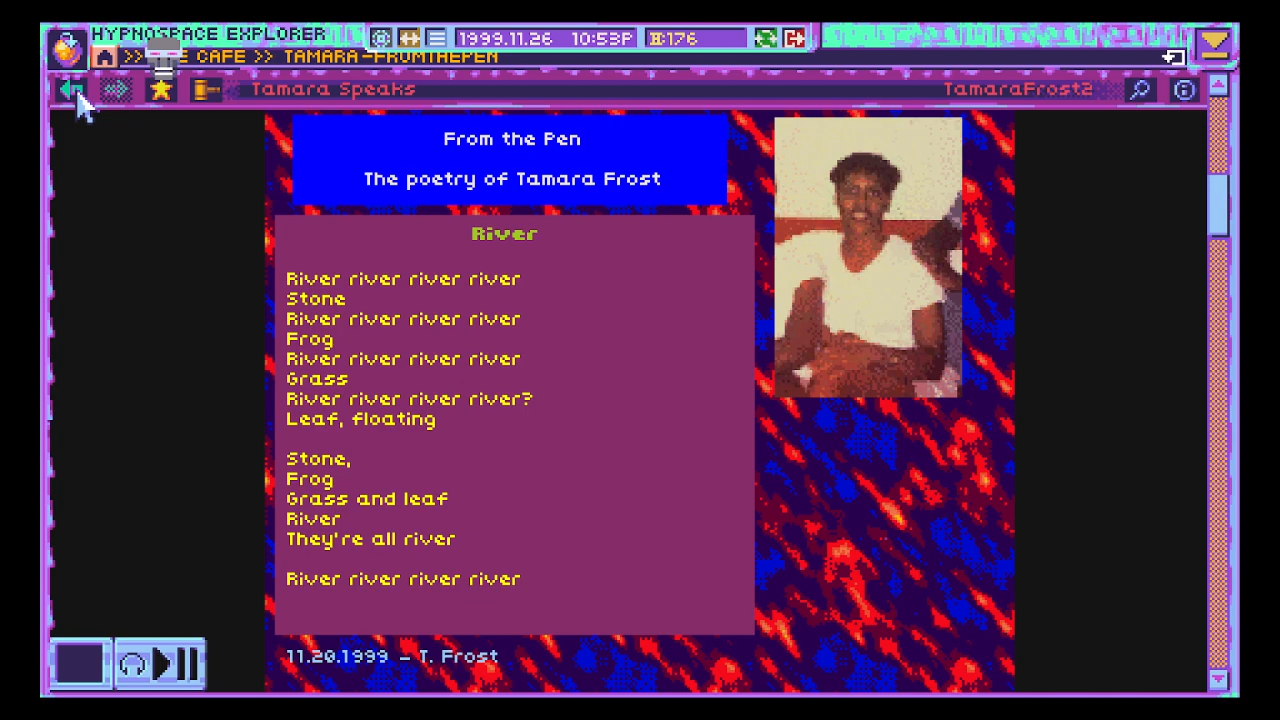 HYPNOSPACE EXPLORER
1999.11.26 10:53P
176
>> E CAFE >> TAMARA-FROMTHEPEN
Tamara Speaks
TamaraFrost2
From the Pen
The poetry of Tamara Frost
River
River river river river
Stone
River river river river
Frog
River river river river
Grass
River river river river?
Leaf, floating
Stone,
Frog
Grass and leaf
River
They're all river
River river river river
11.20.1999 - T. Frost